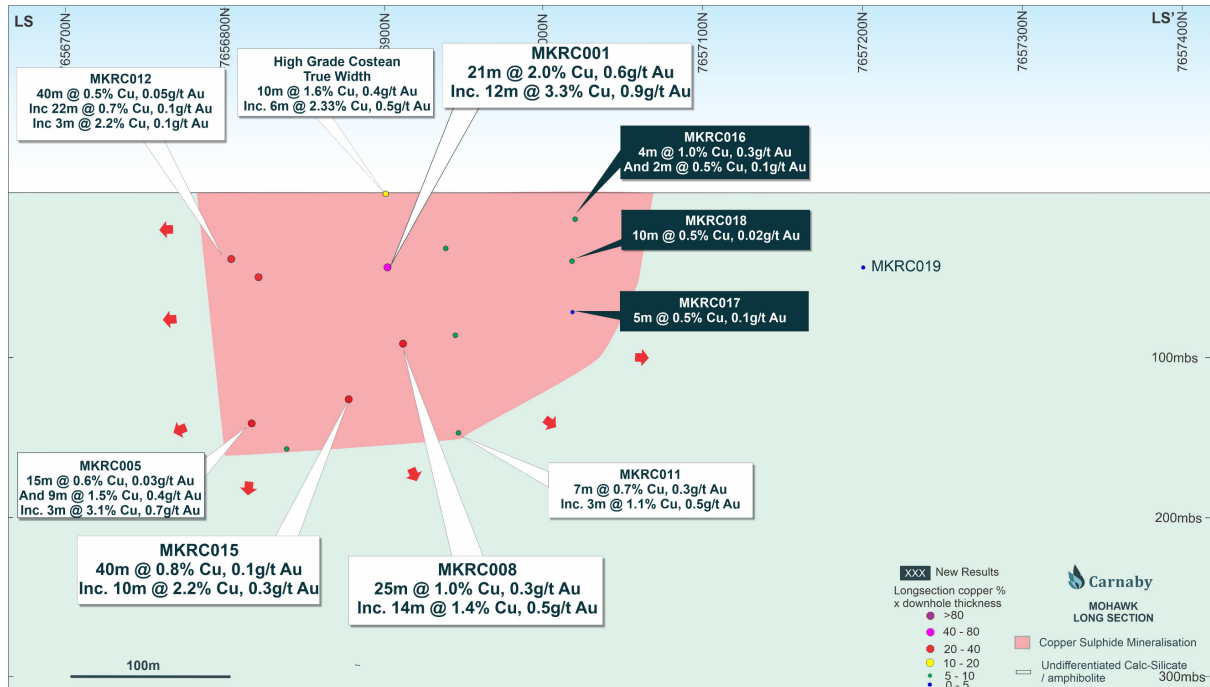 LS
LS'
7656700N
7656800N
7656900N
7657100N
7657200N
7657300N
7657400N
MKRC012
40m @ 0.5% Cu, 0.05g/t Au
Inc 22m @ 0.7% Cu, 0.1g/t Au
Inc 3m @ 2.2% Cu, 0.1g/t Au
High Grade Costean
True Width
10m @ 1.6% Cu, 0.4g/t Au
Inc. 6m @ 2.33% Cu, 0.5g/t Au
MKRC001
21m @ 2.0% Cu, 0.6g/t Au
Inc. 12m @ 3.3% Cu, 0.9g/t Au
MKRC016
4m @ 1.0% Cu, 0.3g/t Au
And 2m @ 0.5% Cu, 0.1g/t Au
MKRC018
10m @ 0.5% Cu, 0.02g/t Au
MKRC019
MKRC017
5m @ 0.5% Cu, 0.1g/t Au
100mbs
MKRC005
15m @ 0.6% Cu, 0.03g/t Au
And 9m @ 1.5% Cu, 0.4g/t Au
Inc. 3m @ 3.1% Cu, 0.7g/t Au
MKRC011
7m @ 0.7% Cu, 0.3g/t Au
Inc. 3m @ 1.1% Cu, 0.5g/t Au
200mbs
MKRC015
40m @ 0.8% Cu, 0.1g/t Au
Inc. 10m @ 2.2% Cu, 0.3g/t Au
MKRC008
25m @ 1.0% Cu, 0.3g/t Au
Inc. 14m @ 1.4% Cu, 0.5g/t Au
100m
XXX New Results
Longsection copper %
x downhole thickness
>80
40 - 80
20 - 40
10 - 20
5 - 10
0 - 5
Carnaby
MOHAWK
LONG SECTION
Copper Sulphide Mineralisation
Undifferentiated Calc-Silicate
/ amphibolite
300mbs